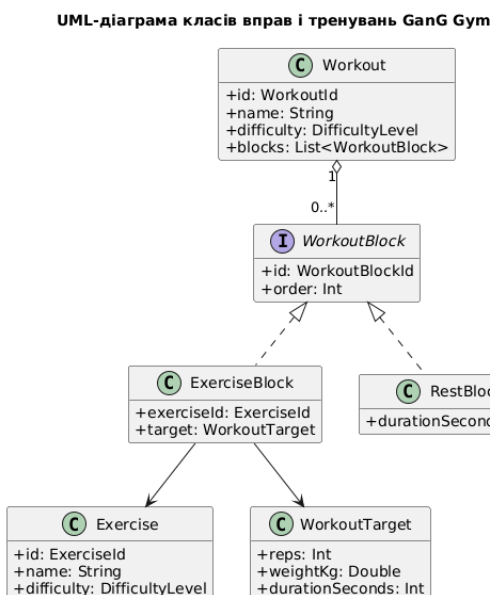 UML-діаграма класів вправ і тренувань GanG Gym
C Workout
+id: WorkoutId
+name: String
+difficulty: DifficultyLevel
+blocks: List<WorkoutBlock>
1
0..*
I WorkoutBlock
+id: WorkoutBlockId
+order: Int
C ExerciseBlock
+exerciseId: ExerciseId
+target: WorkoutTarget
C RestBloc
+durationSecond
C Exercise
+id: ExerciseId
+name: String
+difficulty: DifficultyLevel
C WorkoutTarget
+reps: Int
+weightKg: Double
+durationSeconds: Int